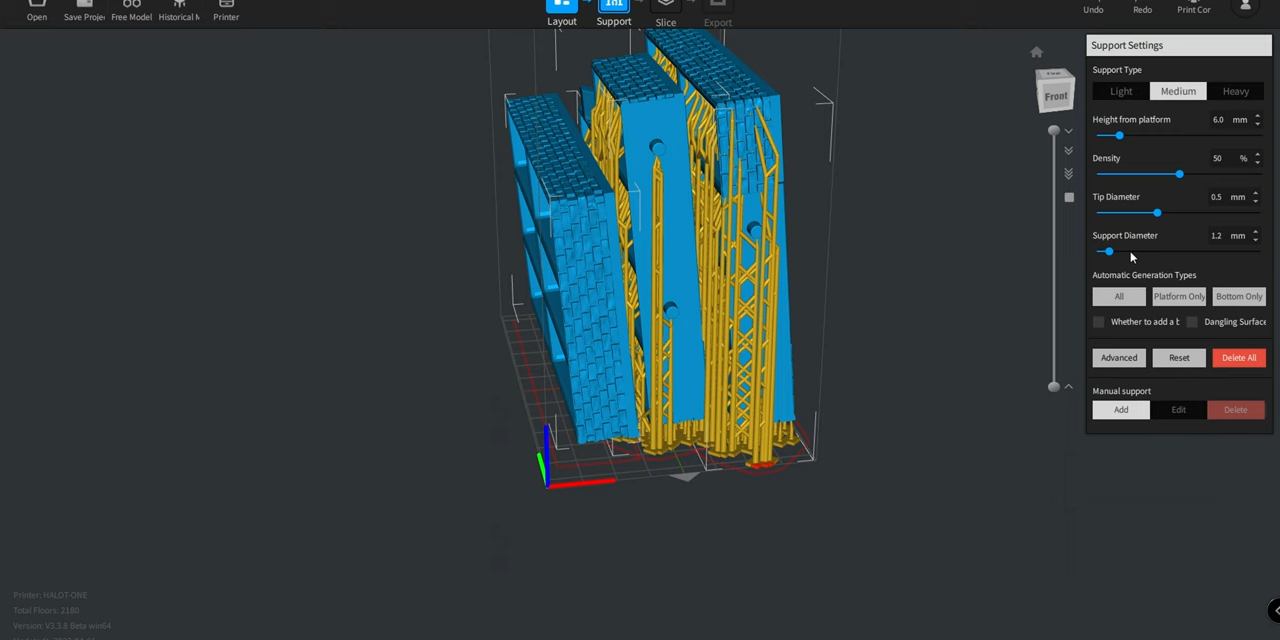 Open Save Proje Free Model Historical M Printer
Layout Support Slice Export
Undo Redo Print Cor
Front
Support Settings
Support Type
Light Medium Heavy
Height from platform 6.0 mm
Density 50 %
Tip Diameter 0.5 mm
Support Diameter 1.2 mm
Automatic Generation Types
All Platform Only Bottom Only
Whether to add a b Dangling Surface
Advanced Reset Delete All
Manual support
Add Edit Delete
Printer: HALOT-ONE
Total Floors: 2180
Version: V3.3.8 Beta win64